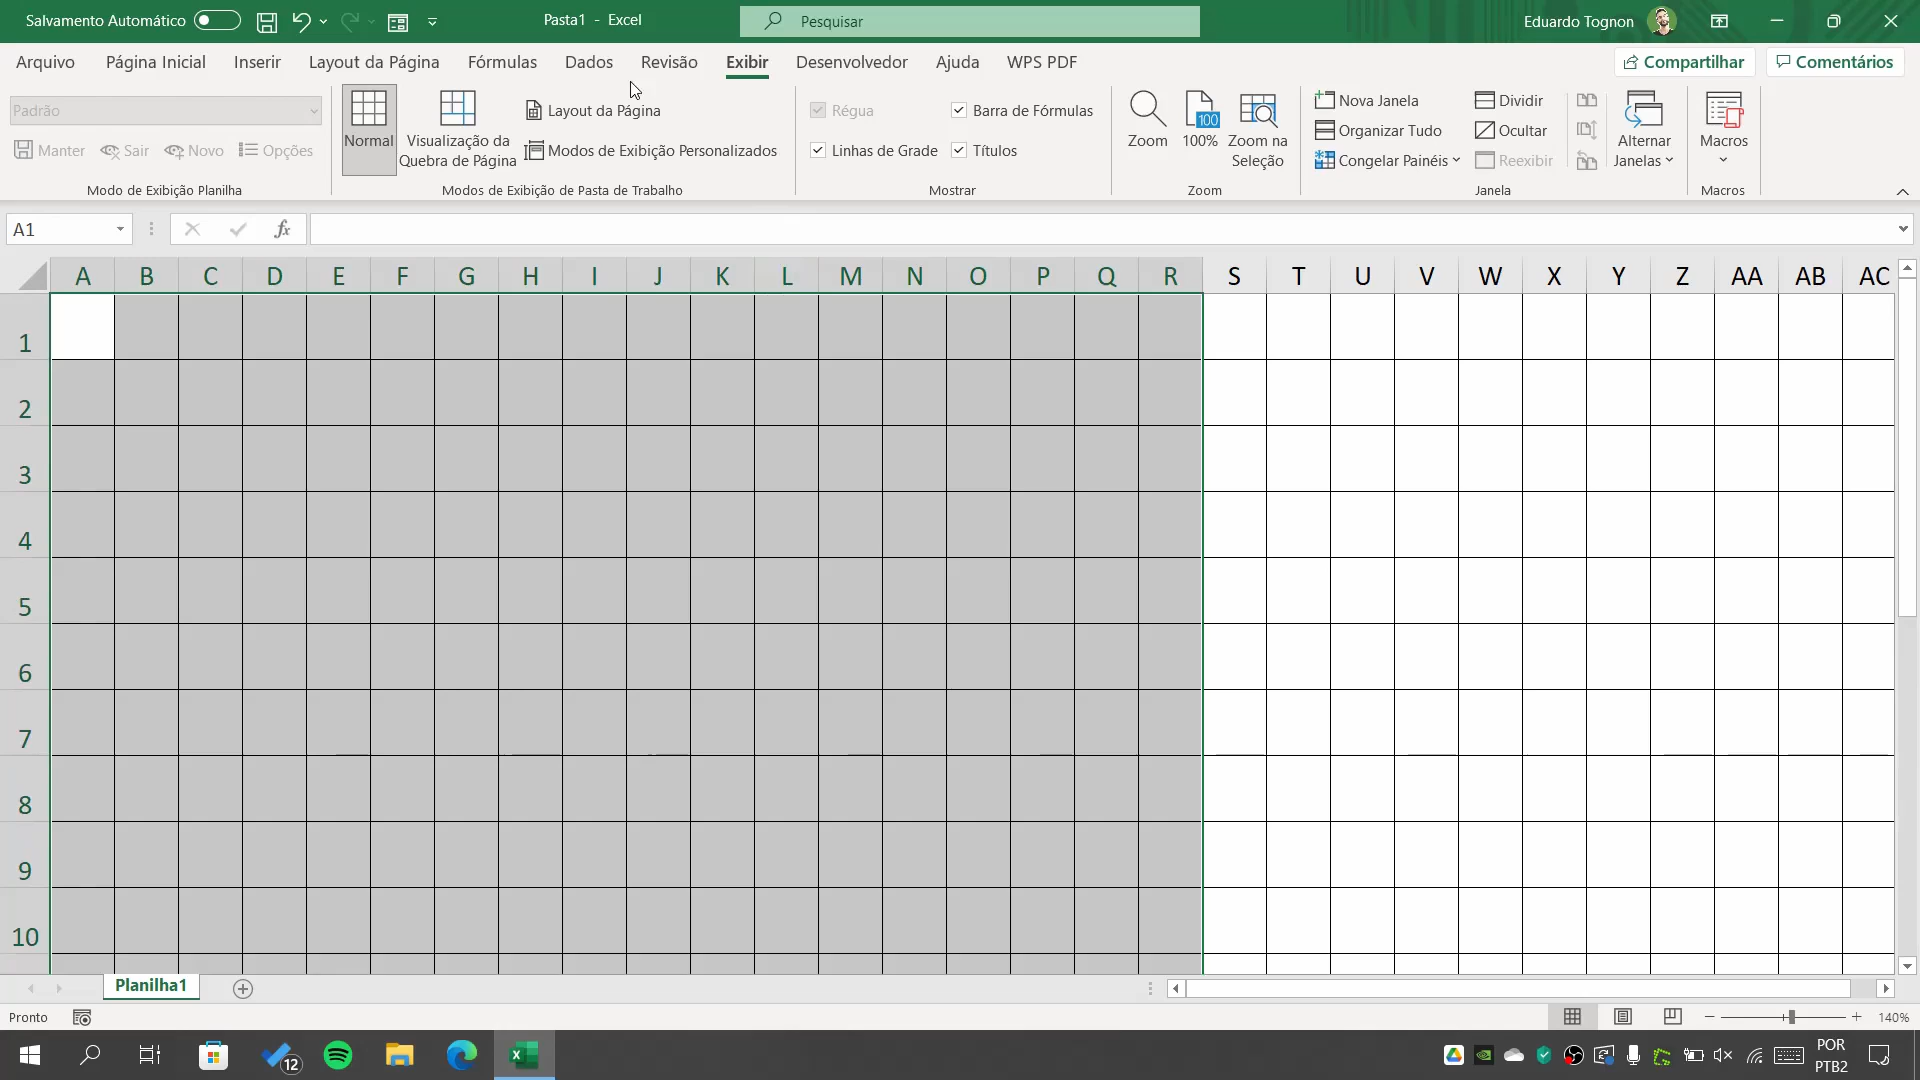 Salvamento Automático
Pasta1 - Excel
Pesquisar
Eduardo Tognon
Arquivo Página Inicial Inserir Layout da Página Fórmulas Dados Revisão Exibir Desenvolvedor Ajuda WPS PDF
Compartilhar Comentários
Padrão
Manter Sair Novo Opções
Modo de Exibição Planilha
Normal
Visualização da
Quebra de Página
Layout da Página
Modos de Exibição Personalizados
Modos de Exibição de Pasta de Trabalho
Régua Barra de Fórmulas
Linhas de Grade Títulos
Mostrar
Zoom
100
100%
Zoom na
Seleção
Zoom
Nova Janela
Organizar Tudo
Congelar Painéis
Dividir
Ocultar
Reexibir
Alternar
Janelas
Janela
Macros
Macros
A1
fx
A B C D E F G H I J K L M N O P Q R S T U V W X Y Z AA AB AC
1
2
3
4
5
6
7
8
9
10
Planilha1
Pronto
140%
12
POR
PTB2